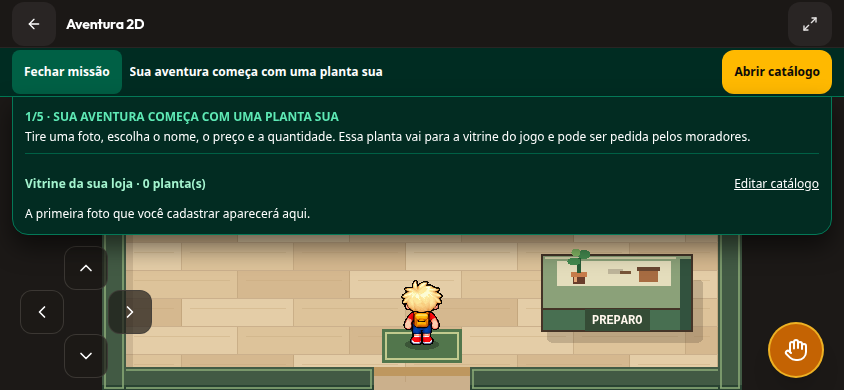 Aventura 2D
Fechar missão
Sua aventura começa com uma planta sua
Abrir catálogo
1/5 · SUA AVENTURA COMEÇA COM UMA PLANTA SUA
Tire uma foto, escolha o nome, o preço e a quantidade. Essa planta vai para a vitrine do jogo e pode ser pedida pelos moradores.
Vitrine da sua loja · 0 planta(s)
Editar catálogo
A primeira foto que você cadastrar aparecerá aqui.
PREPARO